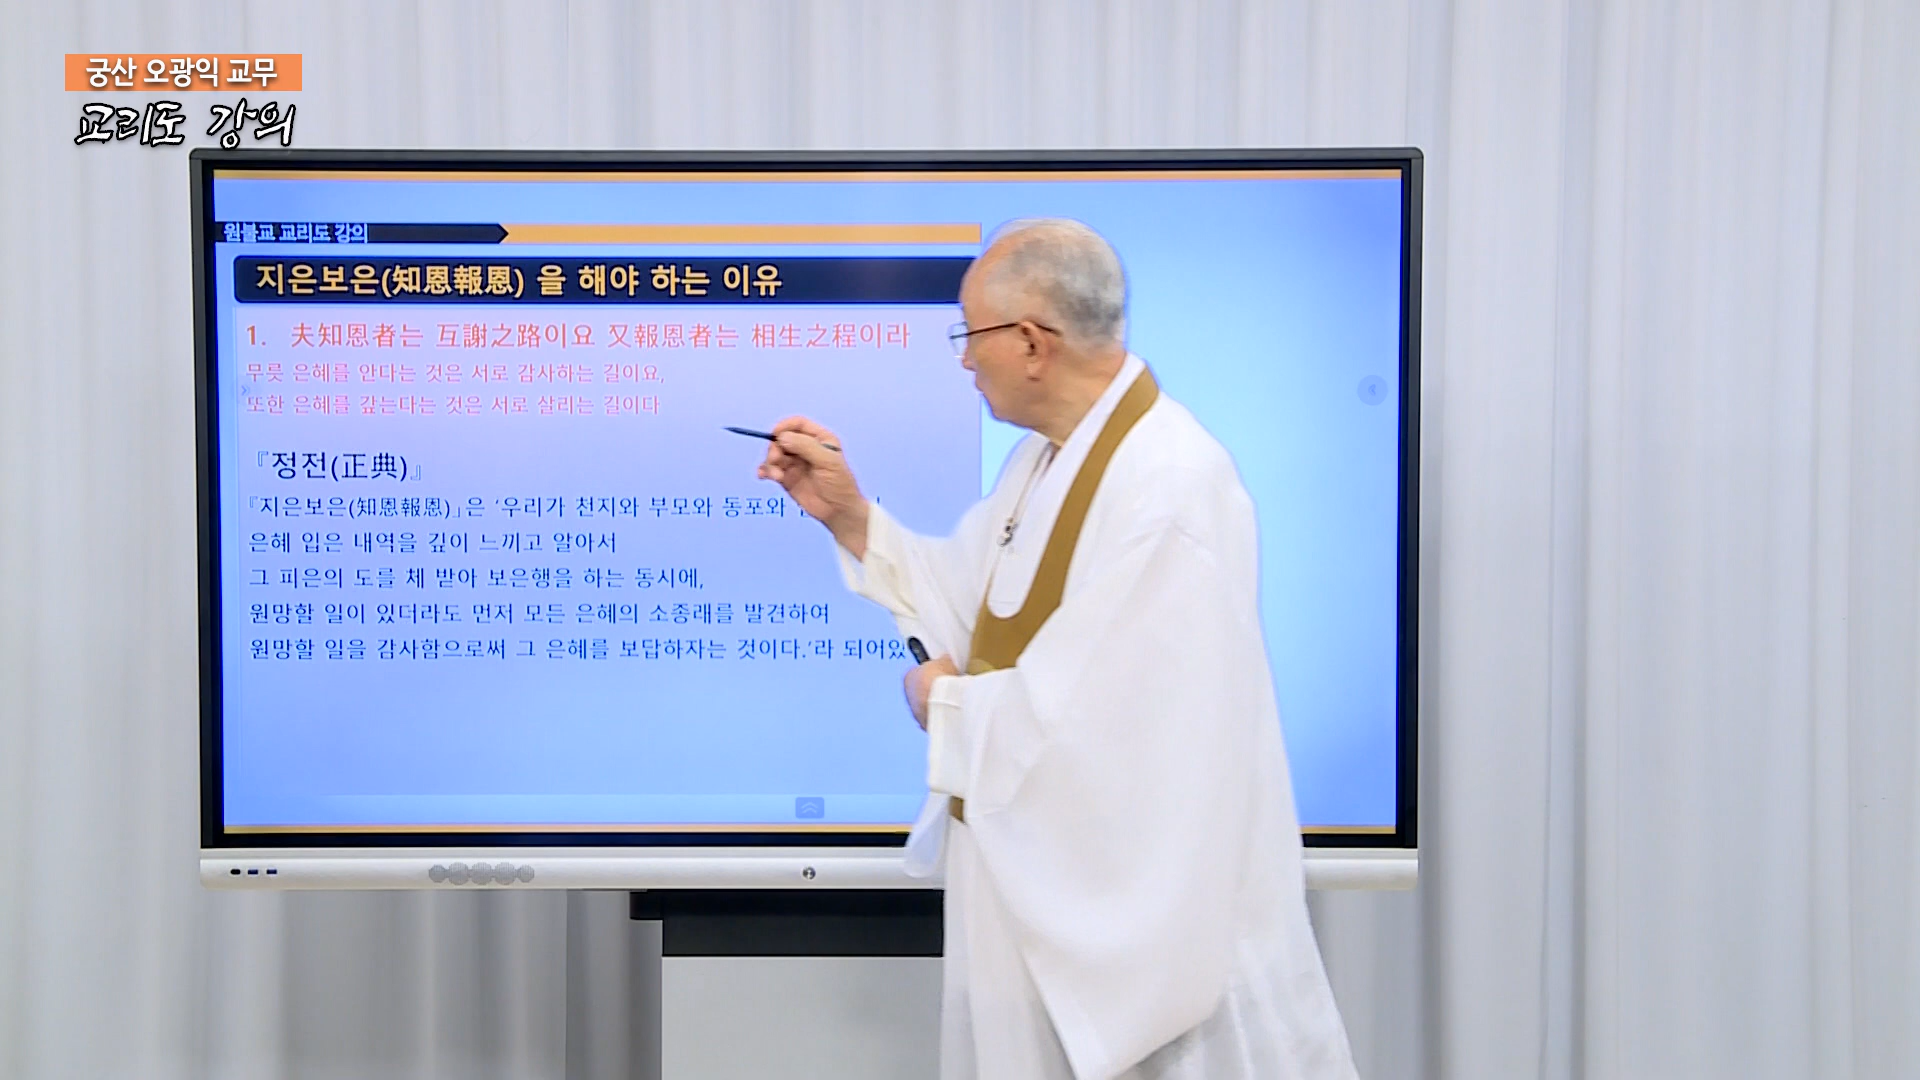 궁산 오광익 교무
교리도 강의
원불교 교리도 강의
지은보은(知恩報恩) 을 해야 하는 이유
1. 夫知恩者는 互謝之路이요 又報恩者는 相生之程이라
무릇 은혜를 안다는 것은 서로 감사하는 길이요,
또한 은혜를 갚는다는 것은 서로 살리는 길이다
『정전(正典)』
『지은보은(知恩報恩)』은 ‘우리가 천지와 부모와 동포와
은혜 입은 내역을 깊이 느끼고 알아서
그 피은의 도를 체 받아 보은행을 하는 동시에,
원망할 일이 있더라도 먼저 모든 은혜의 소종래를 발견하여
원망할 일을 감사함으로써 그 은혜를 보답하자는 것이다.’라 되어있